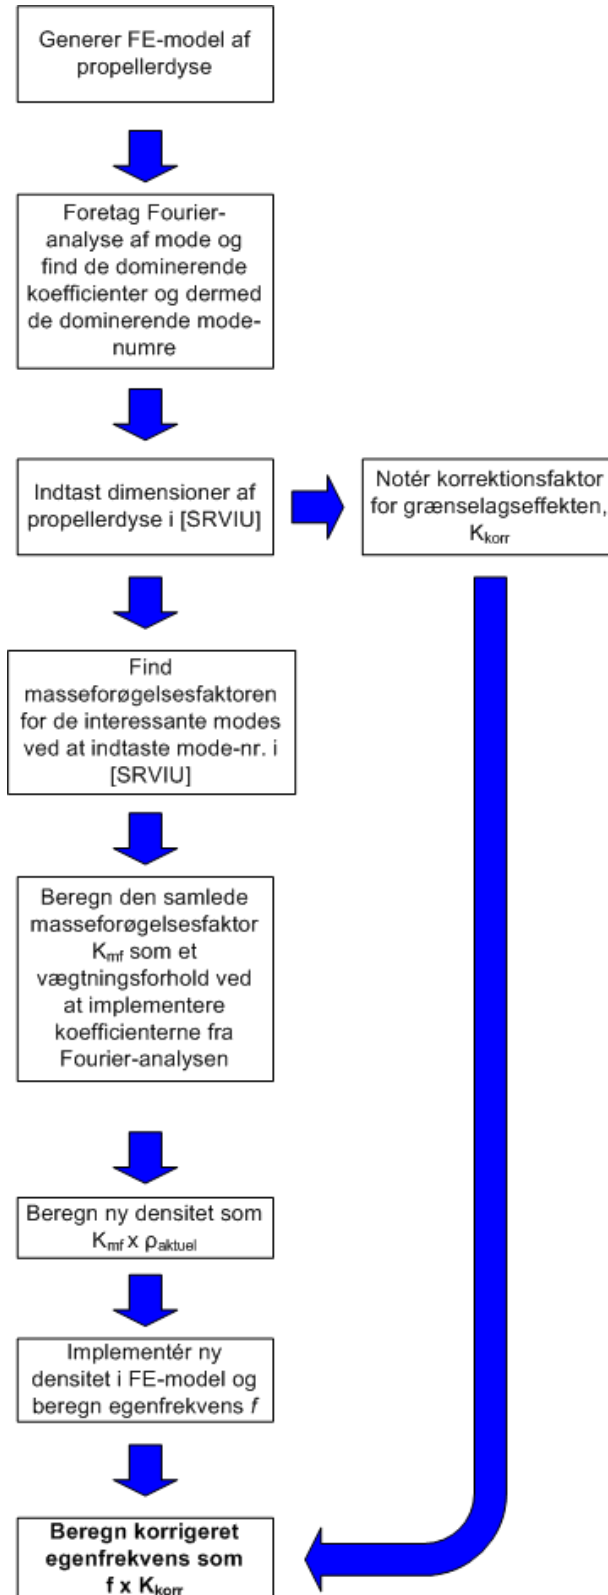 Generer FE-model af
propellerdyse
Foretag Fourier-
analyse af mode og
find de dominerende
koefficienter og dermed
de dominerende mode-
numre
Indtast dimensioner af
propellerdyse i [SRVIU]
Notér korrektionsfaktor
for grænselagseffekten,
Kkorr
Find
masseforøgelsesfaktoren
for de interessante modes
ved at indtaste mode-nr. i
[SRVIU]
Beregn den samlede
masseforøgelsesfaktor
Kmf som et
vægtningsforhold ved
at implementere
koefficienterne fra
Fourier-analysen
Beregn ny densitet som
Kmf x ρaktuel
Implementér ny
densitet i FE-model og
beregn egenfrekvens f
Beregn korrigeret
egenfrekvens som
f x Kkorr